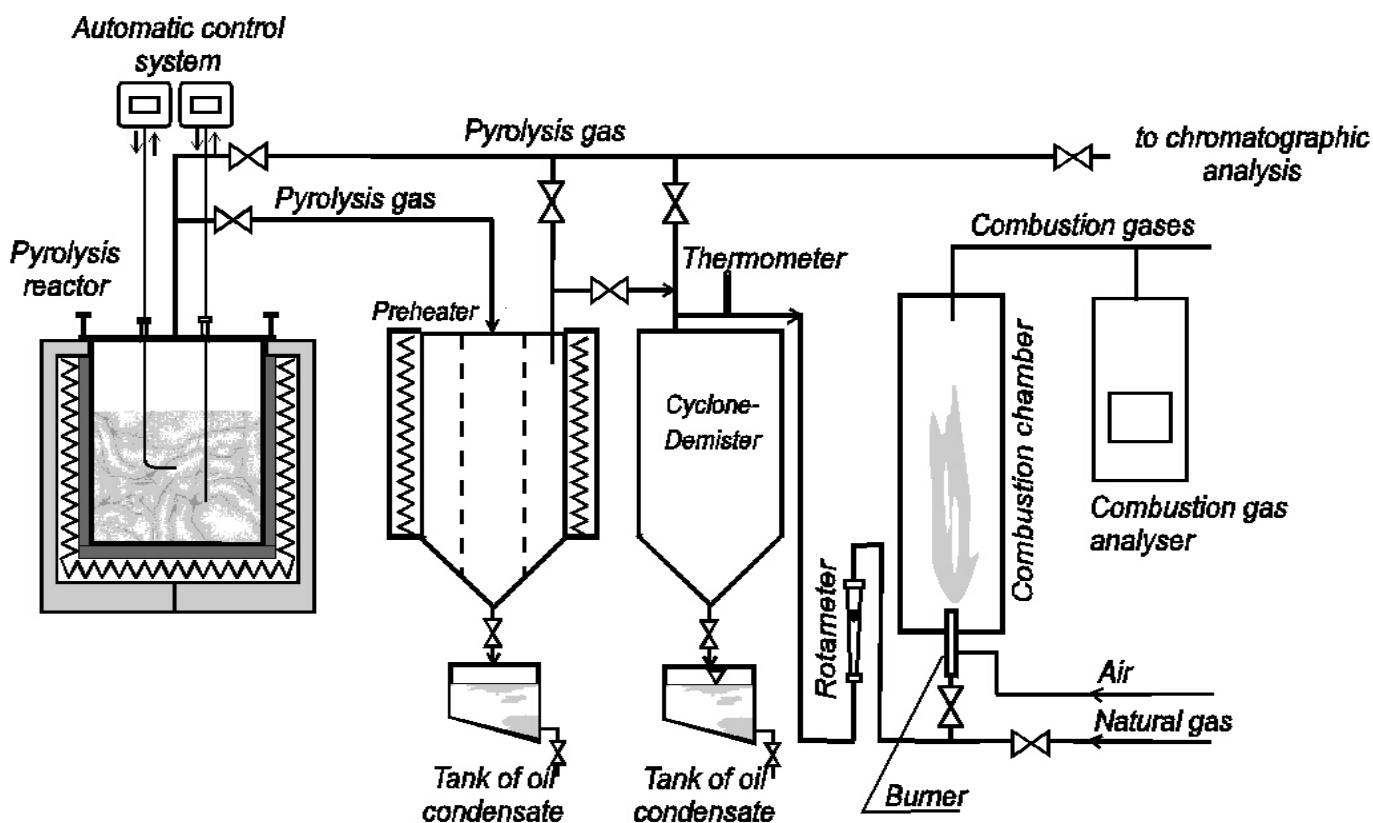 Automatic control
system
Pyrolysis gas
to chromatographic
analysis
Pyrolysis gas
Combustion gases
Pyrolysis
reactor
Thermometer
Preheater
Cyclone-
Demister
Combustion chamber
Combustion gas
analyser
Rotameter
Air
Natural gas
Burner
Tank of oil
condensate
Tank of oil
condensate